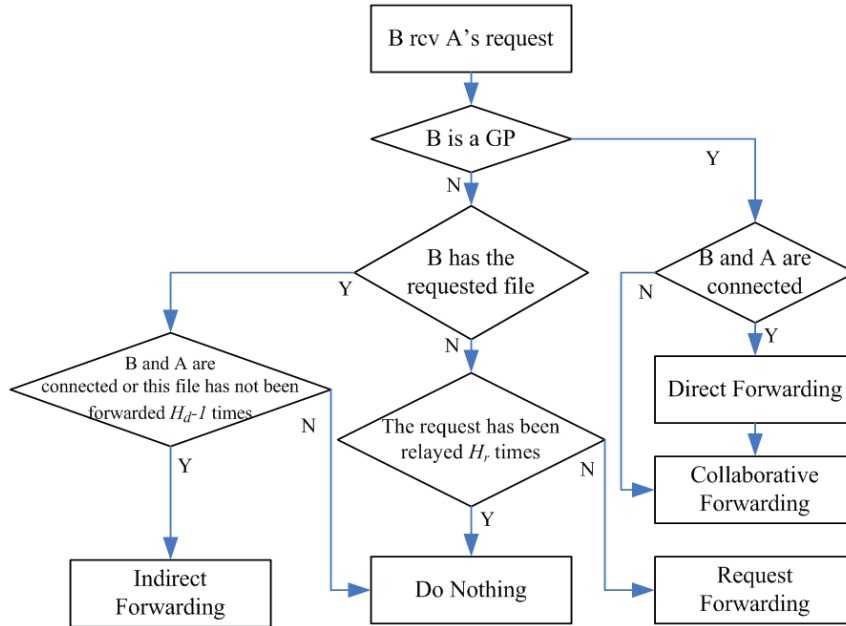 B rcv A's request
B is a GP
Y
N
B has the
requested file
B and A are
connected
Y
N
N
Y
B and A are
connected or this file has not been
forwarded H_d-1 times
Direct Forwarding
The request has been
relayed H_r times
N
N
Y
Y
Collaborative
Forwarding
Indirect
Forwarding
Do Nothing
Request
Forwarding